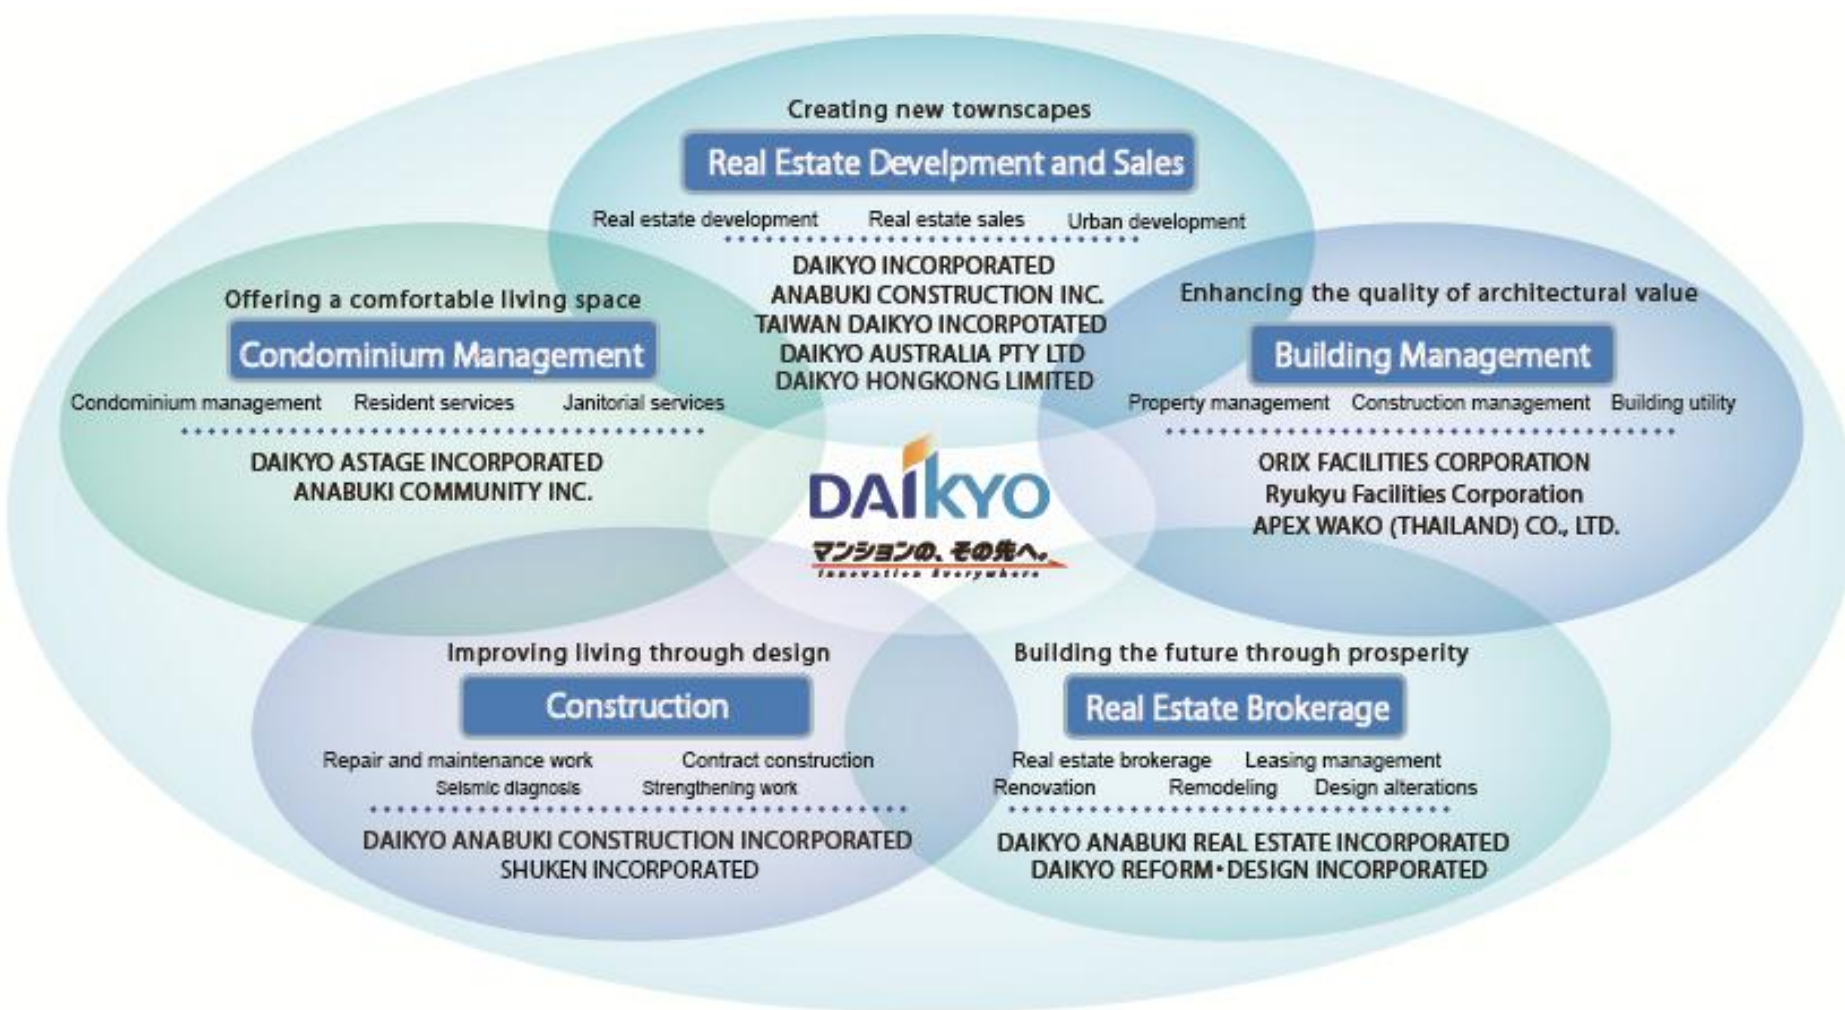 Creating new townscapes
Real Estate Develpment and Sales
Real estate development Real estate sales Urban development
DAIKYO INCORPORATED
ANABUKI CONSTRUCTION INC.
TAIWAN DAIKYO INCORPOTATED
DAIKYO AUSTRALIA PTY LTD
DAIKYO HONGKONG LIMITED
Offering a comfortable living space
Condominium Management
Condominium management Resident services Janitorial services
DAIKYO ASTAGE INCORPORATED
ANABUKI COMMUNITY INC.
Enhancing the quality of architectural value
Building Management
Property management Construction management Building utility
ORIX FACILITIES CORPORATION
Ryukyu Facilities Corporation
APEX WAKO (THAILAND) CO., LTD.
DAIKYO
マンションの、その先へ。
Innovation Everywhere
Improving living through design
Construction
Repair and maintenance work Contract construction
Seismic diagnosis Strengthening work
DAIKYO ANABUKI CONSTRUCTION INCORPORATED
SHUKEN INCORPORATED
Building the future through prosperity
Real Estate Brokerage
Real estate brokerage Leasing management
Renovation Remodeling Design alterations
DAIKYO ANABUKI REAL ESTATE INCORPORATED
DAIKYO REFORM・DESIGN INCORPORATED